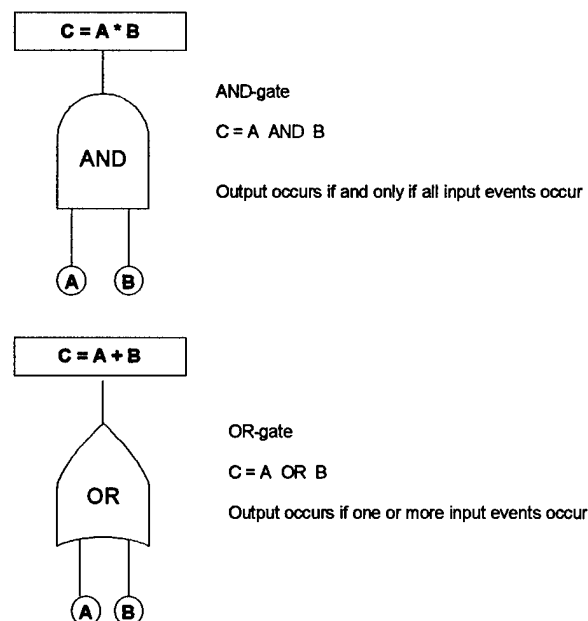 C = A * B
AND-gate
C = A AND B
AND
Output occurs if and only if all input events occur
A B
C = A + B
OR-gate
C = A OR B
OR
Output occurs if one or more input events occur
A B